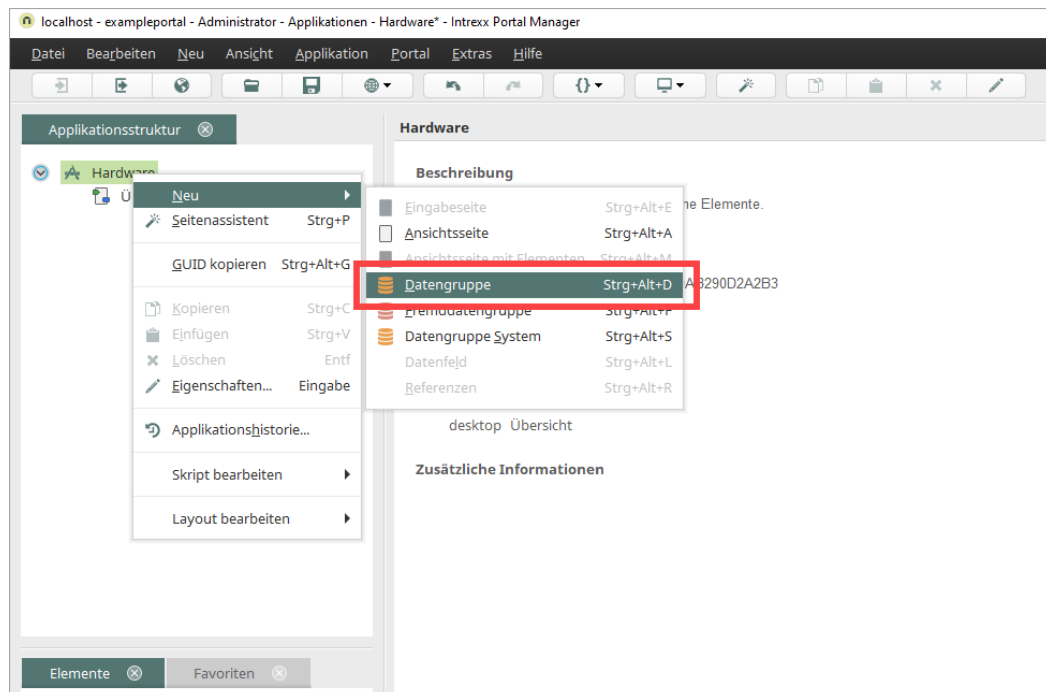 localhost - exampleportal - Administrator - Applikationen - Hardware* - Intrexx Portal Manager
Datei Bearbeiten Neu Ansicht Applikation Portal Extras Hilfe
Applikationsstruktur
Hardware
Ü
Neu
Seitenassistent Strg+P
GUID kopieren Strg+Alt+G
Kopieren Strg+C
Einfügen Strg+V
Löschen Entf
Eigenschaften... Eingabe
Applikationshistorie...
Skript bearbeiten
Layout bearbeiten
Eingabeseite Strg+Alt+E
Ansichtsseite Strg+Alt+A
Ansichtsseite mit Elementen Strg+Alt+M
Datengruppe Strg+Alt+D
Fremddatengruppe Strg+Alt+F
Datengruppe System Strg+Alt+S
Datenfeld Strg+Alt+L
Referenzen Strg+Alt+R
Hardware
Beschreibung
ne Elemente.
A3290D2A2B3
desktop Übersicht
Zusätzliche Informationen
Elemente Favoriten